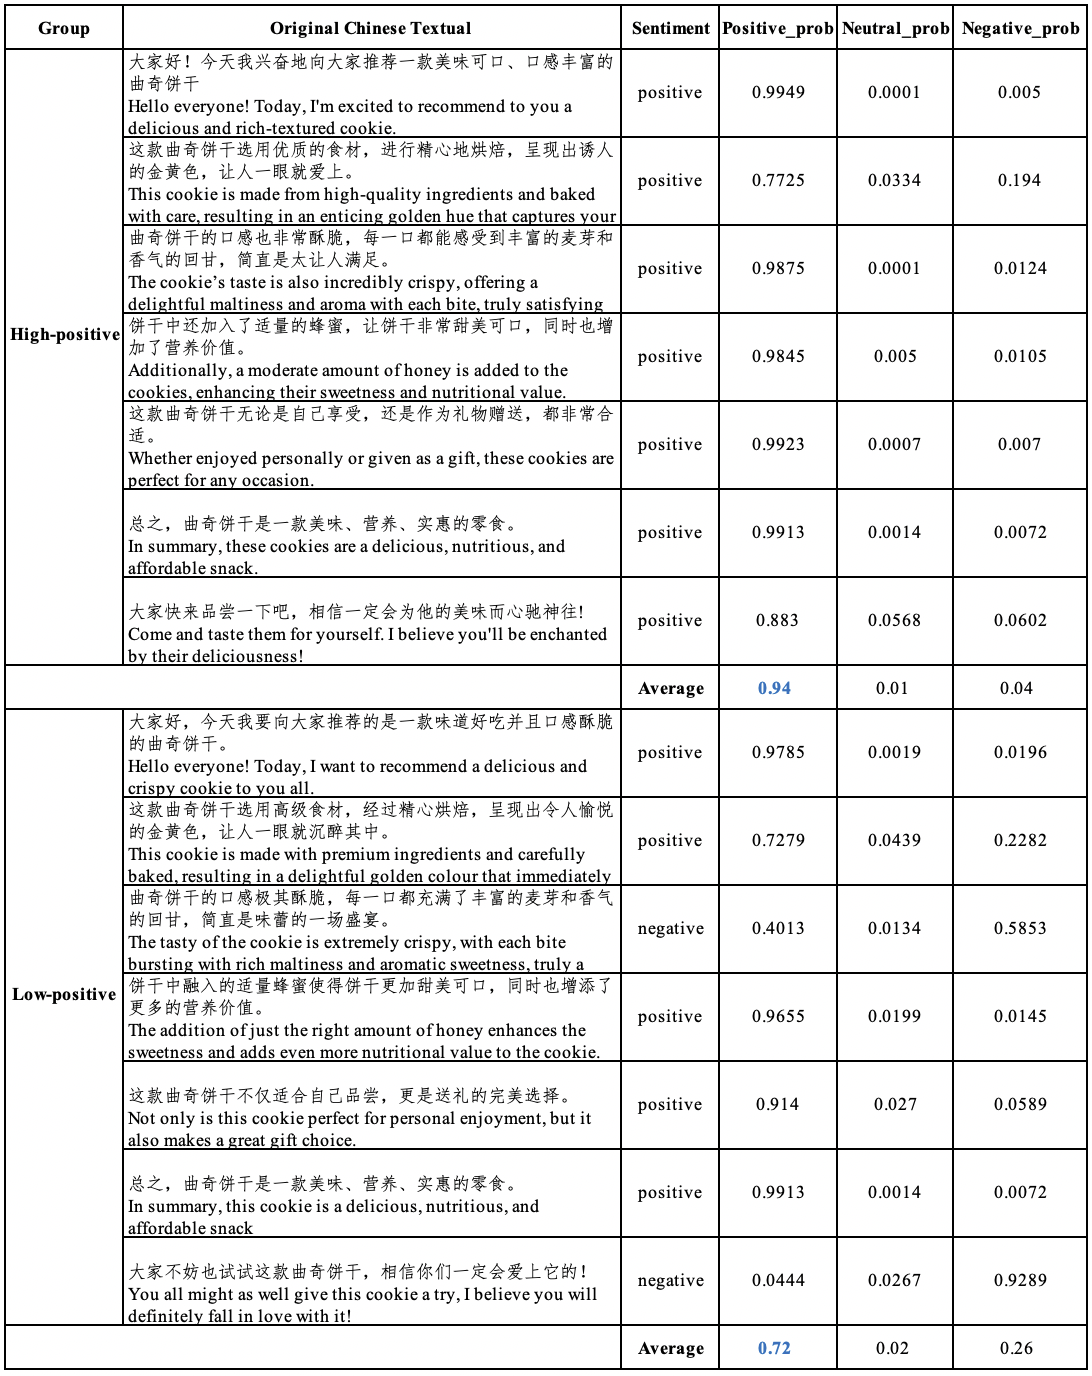 Group Original Chinese Textual Sentiment Positive_prob Neutral_prob Negative_prob
High-positive
大家好！今天我兴奋地向大家推荐一款美味可口、口感丰富的
曲奇饼干
Hello everyone! Today, I'm excited to recommend to you a
delicious and rich-textured cookie.
positive 0.9949 0.0001 0.005
这款曲奇饼干选用优质的食材，进行精心地烘焙，呈现出诱人
的金黄色，让人一眼就爱上。
This cookie is made from high-quality ingredients and baked
with care, resulting in an enticing golden hue that captures your
positive 0.7725 0.0334 0.194
曲奇饼干的口感也非常酥脆，每一口都能感受到丰富的麦芽和
香气的回甘，简直是太让人满足。
The cookie’s taste is also incredibly crispy, offering a
delightful maltiness and aroma with each bite, truly satisfying
positive 0.9875 0.0001 0.0124
饼干中还加入了适量的蜂蜜，让饼干非常甜美可口，同时也增
加了营养价值。
Additionally, a moderate amount of honey is added to the
cookies, enhancing their sweetness and nutritional value.
positive 0.9845 0.005 0.0105
这款曲奇饼干无论是自己享受，还是作为礼物赠送，都非常合
适。
Whether enjoyed personally or given as a gift, these cookies are
perfect for any occasion.
positive 0.9923 0.0007 0.007
总之，曲奇饼干是一款美味、营养、实惠的零食。
In summary, these cookies are a delicious, nutritious, and
affordable snack.
positive 0.9913 0.0014 0.0072
大家快来品尝一下吧，相信一定会为他的美味而心驰神往！
Come and taste them for yourself. I believe you'll be enchanted
by their deliciousness!
positive 0.883 0.0568 0.0602
Average 0.94 0.01 0.04
Low-positive
大家好，今天我要向大家推荐的是一款味道好吃并且口感酥脆
的曲奇饼干。
Hello everyone! Today, I want to recommend a delicious and
crispy cookie to you all.
positive 0.9785 0.0019 0.0196
这款曲奇饼干选用高级食材，经过精心烘焙，呈现出令人愉悦
的金黄色，让人一眼就沉醉其中。
This cookie is made with premium ingredients and carefully
baked, resulting in a delightful golden colour that immediately
positive 0.7279 0.0439 0.2282
曲奇饼干的口感极其酥脆，每一口都充满了丰富的麦芽和香气
的回甘，简直是味蕾的一场盛宴。
The tasty of the cookie is extremely crispy, with each bite
bursting with rich maltiness and aromatic sweetness, truly a
negative 0.4013 0.0134 0.5853
饼干中融入的适量蜂蜜使得饼干更加甜美可口，同时也增添了
更多的营养价值。
The addition of just the right amount of honey enhances the
sweetness and adds even more nutritional value to the cookie.
positive 0.9655 0.0199 0.0145
这款曲奇饼干不仅适合自己品尝，更是送礼的完美选择。
Not only is this cookie perfect for personal enjoyment, but it
also makes a great gift choice.
positive 0.914 0.027 0.0589
总之，曲奇饼干是一款美味、营养、实惠的零食。
In summary, this cookie is a delicious, nutritious, and
affordable snack
positive 0.9913 0.0014 0.0072
大家不妨也试试这款曲奇饼干，相信你们一定会爱上它的！
You all might as well give this cookie a try, I believe you will
definitely fall in love with it!
negative 0.0444 0.0267 0.9289
Average 0.72 0.02 0.26